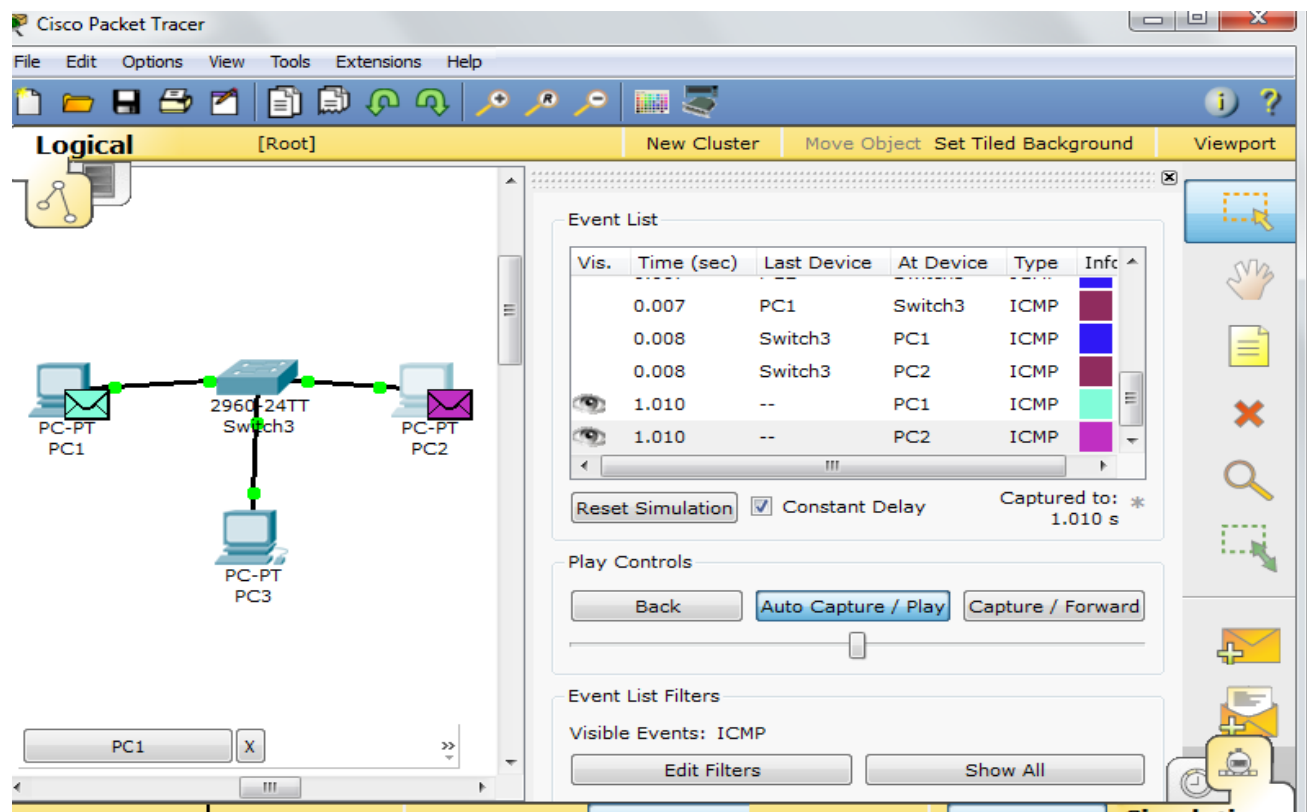 Cisco Packet Tracer
File Edit Options View Tools Extensions Help
Logical [Root] New Cluster Move Object Set Tiled Background Viewport
Event List
Vis. Time (sec) Last Device At Device Type Info
0.007 PC1 Switch3 ICMP
0.008 Switch3 PC1 ICMP
0.008 Switch3 PC2 ICMP
1.010 -- PC1 ICMP
1.010 -- PC2 ICMP
Reset Simulation Constant Delay Captured to: *
1.010 s
Play Controls
Back Auto Capture / Play Capture / Forward
Event List Filters
Visible Events: ICMP
Edit Filters Show All
PC-PT
PC1
2960-24TT
Switch3
PC-PT
PC2
PC-PT
PC3
PC1 X